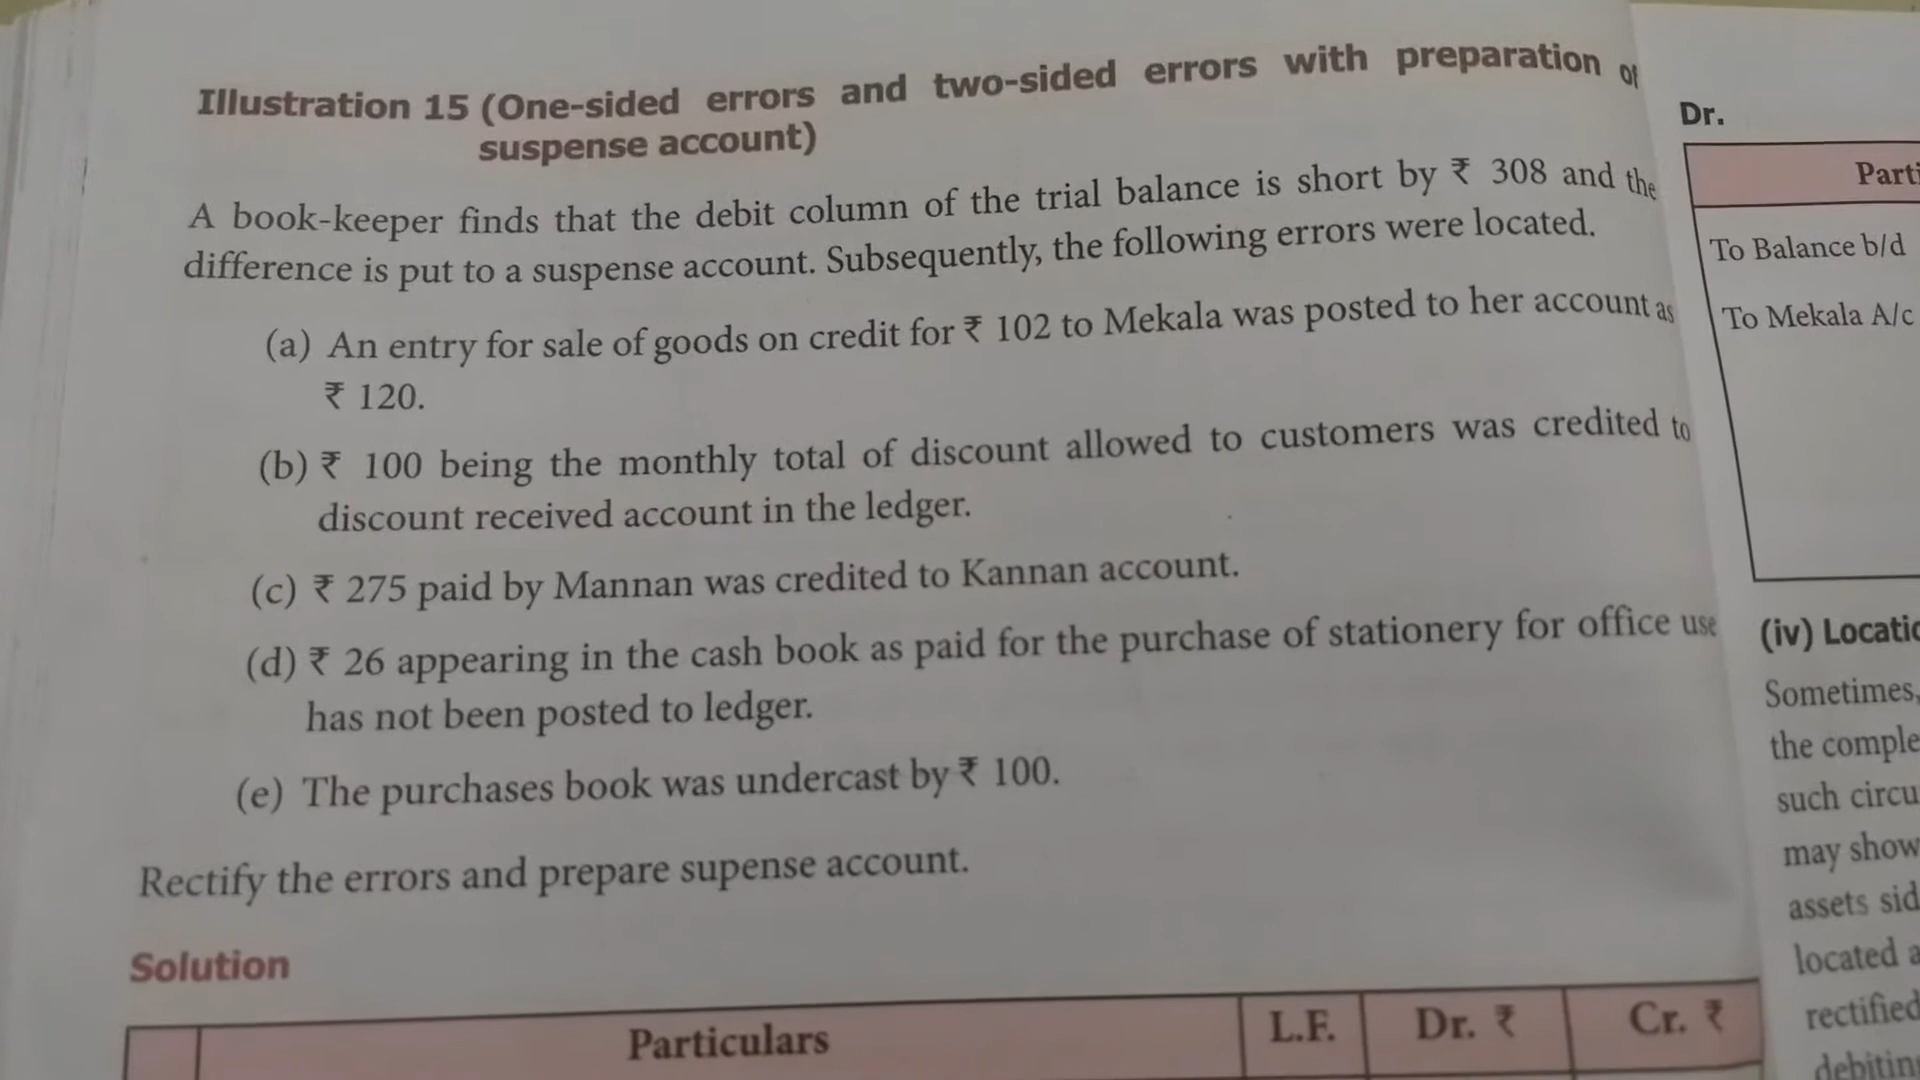 Illustration 15 (One-sided errors and two-sided errors with preparation of
suspense account)
A book-keeper finds that the debit column of the trial balance is short by ₹ 308 and the
difference is put to a suspense account. Subsequently, the following errors were located.
(a) An entry for sale of goods on credit for ₹ 102 to Mekala was posted to her account as
₹ 120.
(b) ₹ 100 being the monthly total of discount allowed to customers was credited to
discount received account in the ledger.
(c) ₹ 275 paid by Mannan was credited to Kannan account.
(d) ₹ 26 appearing in the cash book as paid for the purchase of stationery for office use
has not been posted to ledger.
(e) The purchases book was undercast by ₹ 100.
Rectify the errors and prepare supense account.
Solution
Particulars L.F. Dr. ₹ Cr. ₹
Dr.
Parti
To Balance b/d
To Mekala A/c
(iv) Locatio
Sometimes,
the comple
such circu
may show
assets sid
located a
rectified
debiting